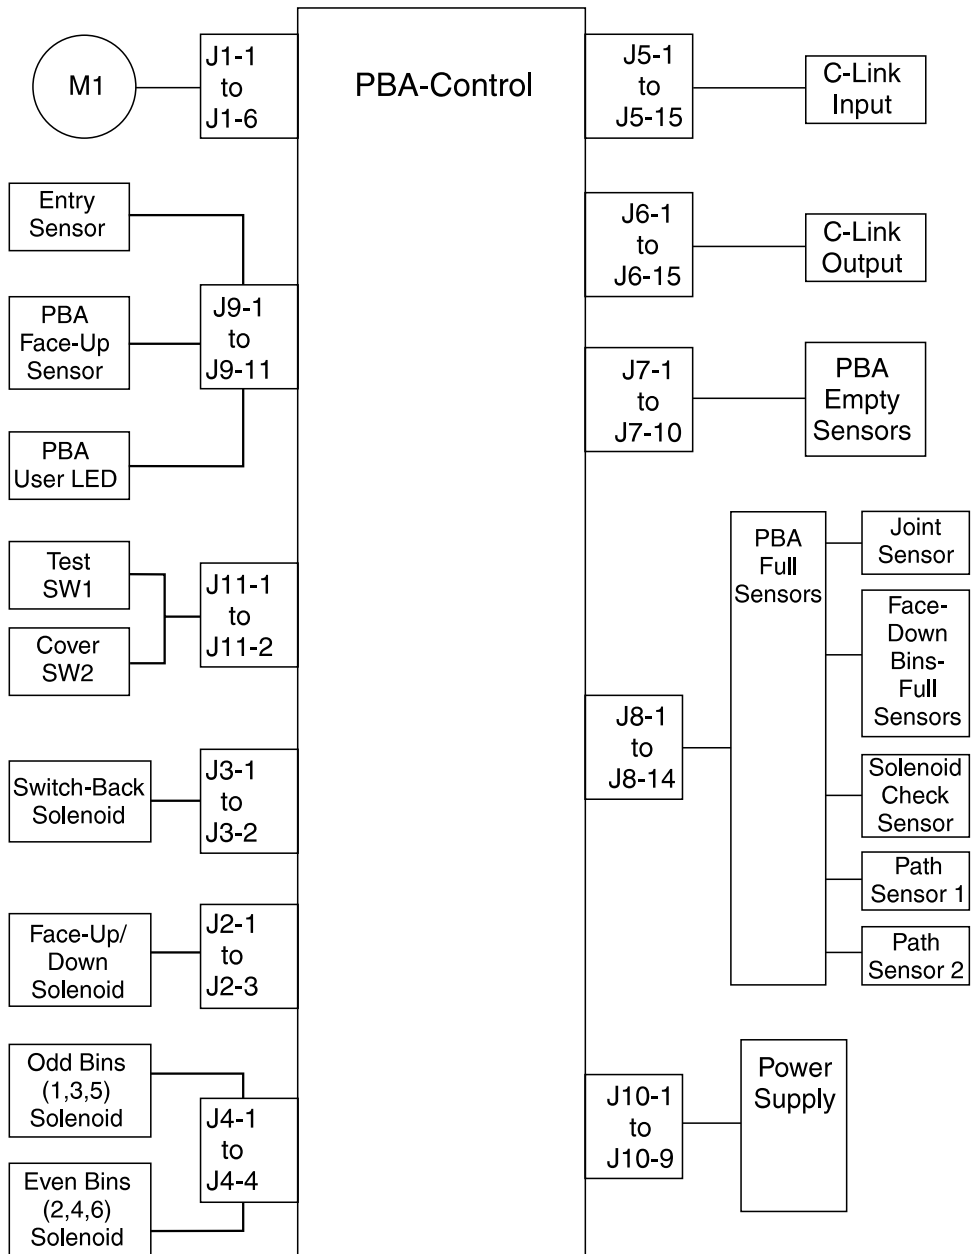 PBA-Control
M1
J1-1
to
J1-6
Entry
Sensor
PBA
Face-Up
Sensor
PBA
User LED
J9-1
to
J9-11
Test
SW1
Cover
SW2
J11-1
to
J11-2
Switch-Back
Solenoid
J3-1
to
J3-2
Face-Up/
Down
Solenoid
J2-1
to
J2-3
Odd Bins
(1,3,5)
Solenoid
Even Bins
(2,4,6)
Solenoid
J4-1
to
J4-4
J5-1
to
J5-15
C-Link
Input
J6-1
to
J6-15
C-Link
Output
J7-1
to
J7-10
PBA
Empty
Sensors
J8-1
to
J8-14
PBA
Full
Sensors
Joint
Sensor
Face-
Down
Bins-
Full
Sensors
Solenoid
Check
Sensor
Path
Sensor 1
Path
Sensor 2
J10-1
to
J10-9
Power
Supply